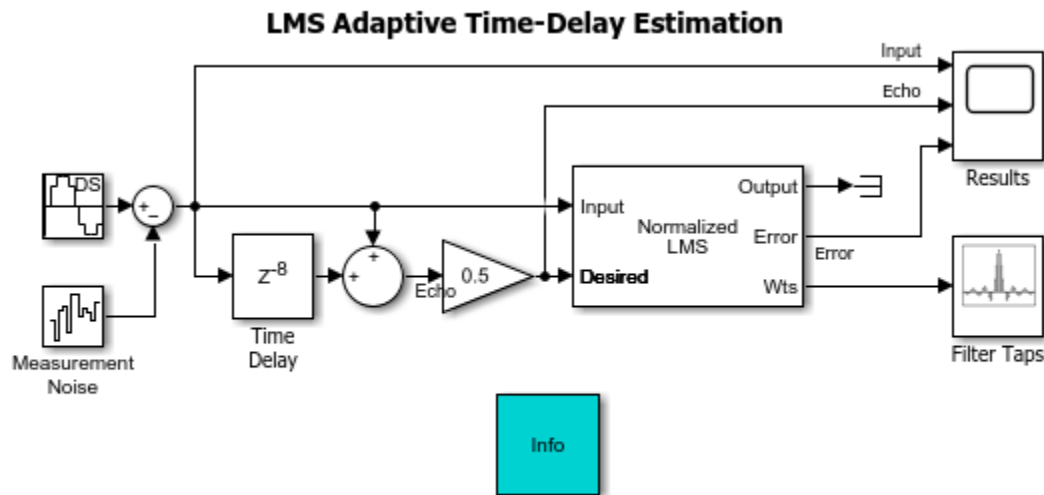 LMS Adaptive Time-Delay Estimation
Input
Echo
DS
+
−
Results
Output
Input
Normalized
LMS
Error
Error
+
+
Z-8
Echo
0.5
Desired
Wts
Time
Delay
Measurement
Noise
Filter Taps
Info